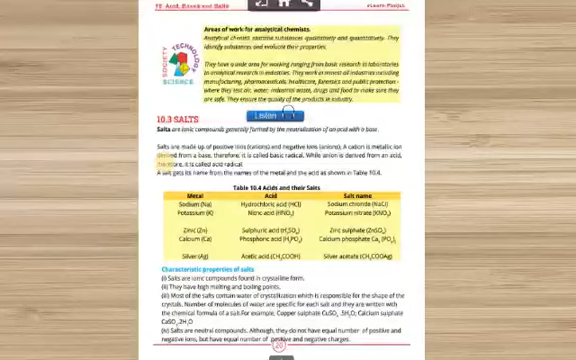 10. Acid, Bases and Salts
eLearn.Punjab
Areas of work for analytical chemists.
Analytical chemist examine substances qualitatively and quantitatively. They
identify substances and evaluate their properties.
They have a wide area for working ranging from basic research in laboratories
to analytical research in industries. They work in almost all industries including
manufacturing, pharmaceuticals, healthcare, forensics and public protection
where they test air, water, industrial waste, drugs and food to make sure they
are safe. They ensure the quality of the products in industry.
SOCIETY
TECHNOLOGY
SCIENCE
10.3 SALTS
Listen
Salts are ionic compounds generally formed by the neutralization of an acid with a base.
Salts are made up of positive ions (cations) and negative ions (anions). A cation is metallic ion
derived from a base, therefore, it is called basic radical. While anion is derived from an acid,
therefore, it is called acid radical.
A salt gets its name from the names of the metal and the acid as shown in Table 10.4.
Table 10.4 Acids and their Salts
Metal Acid Salt name
Sodium (Na) Hydrochloric acid (HCl) Sodium chloride (NaCl)
Potassium (K) Nitric acid (HNO₃) Potassium nitrate (KNO₃)
Zinc (Zn) Sulphuric acid (H₂SO₄) Zinc sulphate (ZnSO₄)
Calcium (Ca) Phosphoric acid (H₃PO₄) Calcium phosphate Ca₃(PO₄)₂
Silver (Ag) Acetic acid (CH₃COOH) Silver acetate (CH₃COOAg)
Characteristic properties of salts
(i) Salts are ionic compounds found in crystalline form.
(ii) They have high melting and boiling points.
(iii) Most of the salts contain water of crystallization which is responsible for the shape of the
crystals. Number of molecules of water are specific for each salt and they are written with
the chemical formula of a salt. For example, Copper sulphate CuSO₄.5H₂O; Calcium sulphate
CaSO₄.2H₂O
(iv) Salts are neutral compounds. Although, they do not have equal number of positive and
negative ions, but have equal number of positive and negative charges.
20